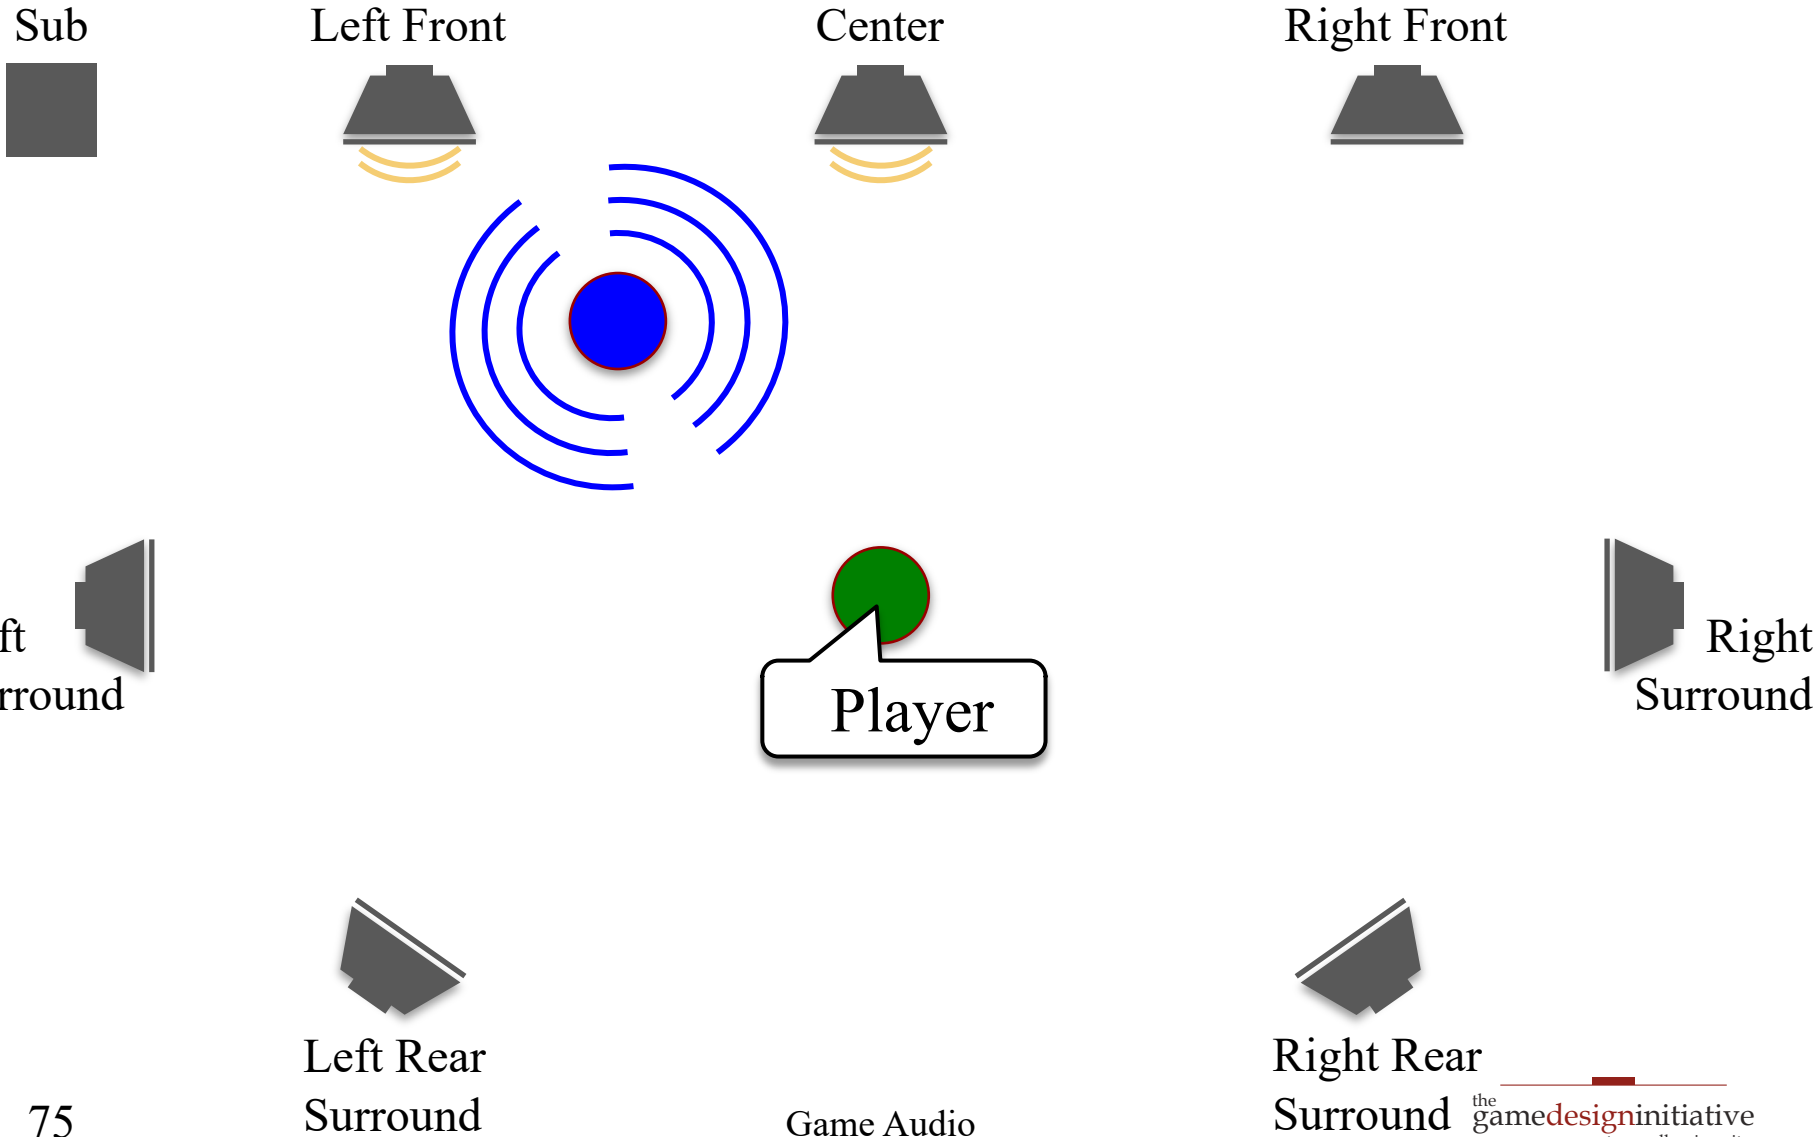 Sub
Left Front
Center
Right Front
ft
rround
Right
Surround
Player
Left Rear
Surround
Right Rear
Surround
75
Game Audio
the
gamedesigninitiative